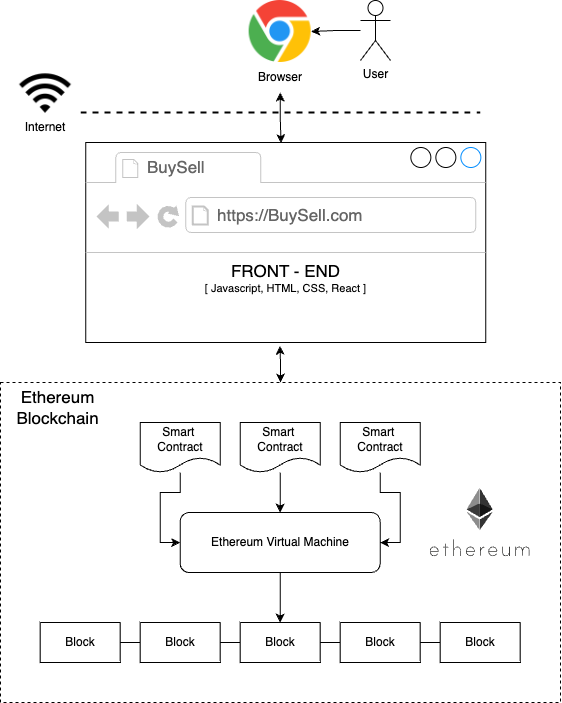 Browser
User
Internet
BuySell
https://BuySell.com
FRONT - END
[ Javascript, HTML, CSS, React ]
Ethereum
Blockchain
Smart
Contract
Smart
Contract
Smart
Contract
Ethereum Virtual Machine
ethereum
Block
Block
Block
Block
Block